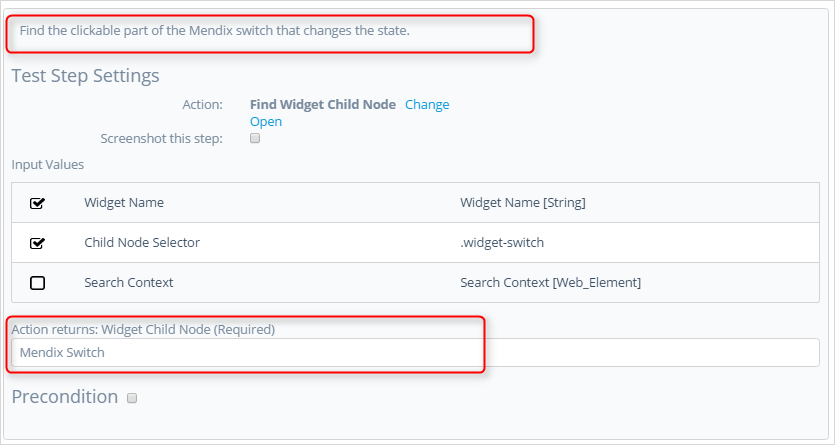 Find the clickable part of the Mendix switch that changes the state.
Test Step Settings
Action: Find Widget Child Node Change
Open
Screenshot this step:
Input Values
Widget Name Widget Name [String]
Child Node Selector .widget-switch
Search Context Search Context [Web_Element]
Action returns: Widget Child Node (Required)
Mendix Switch
Precondition